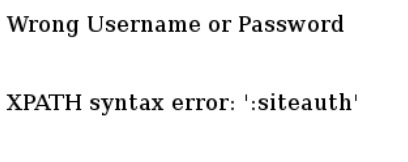 Wrong Username or Password
XPATH syntax error: ':siteauth'